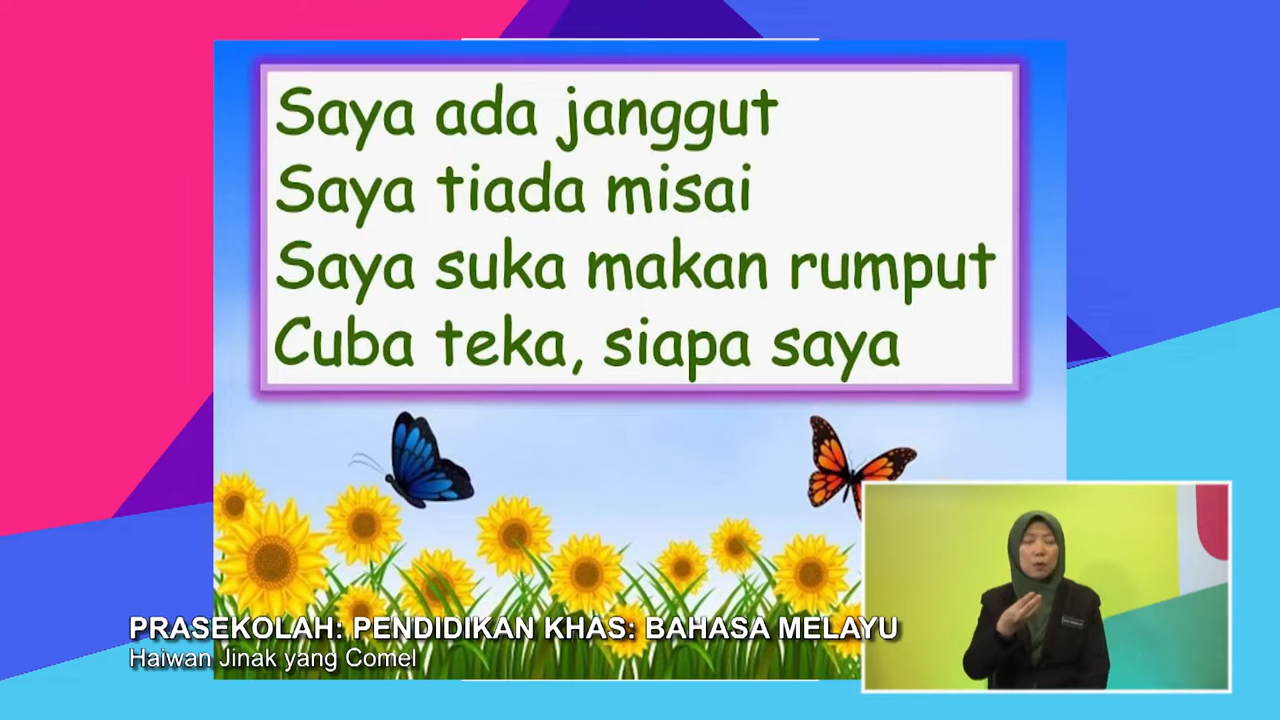 Saya ada janggut
Saya tiada misai
Saya suka makan rumput
Cuba teka, siapa saya
PRASEKOLAH: PENDIDIKAN KHAS: BAHASA MELAYU
Haiwan Jinak yang Comel